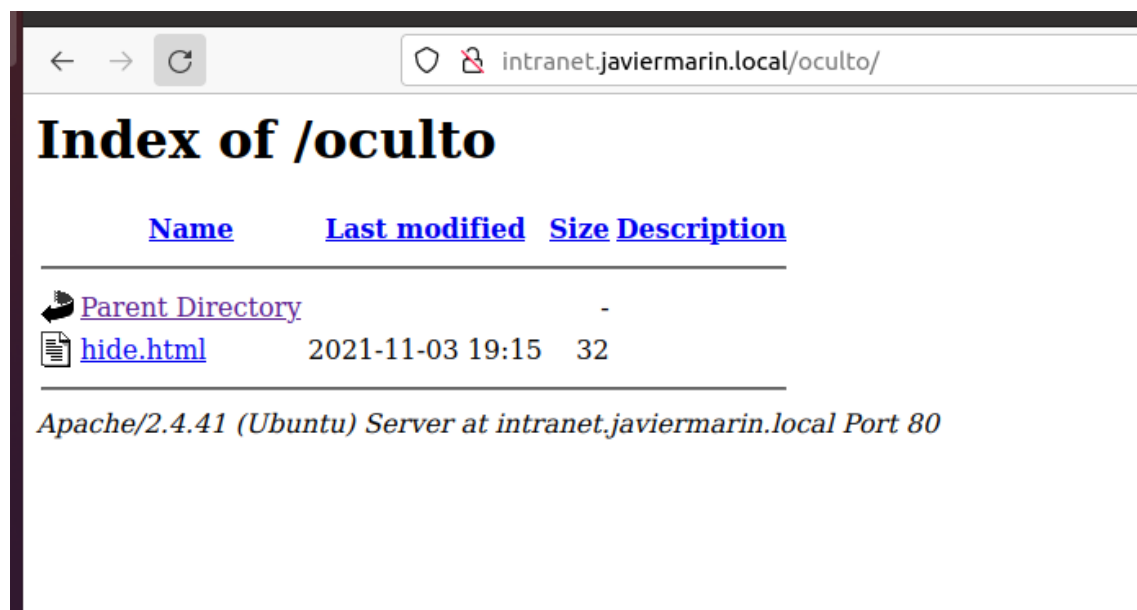 intranet.javiermarin.local/oculto/
Index of /oculto
Name Last modified Size Description
Parent Directory -
hide.html 2021-11-03 19:15 32
Apache/2.4.41 (Ubuntu) Server at intranet.javiermarin.local Port 80